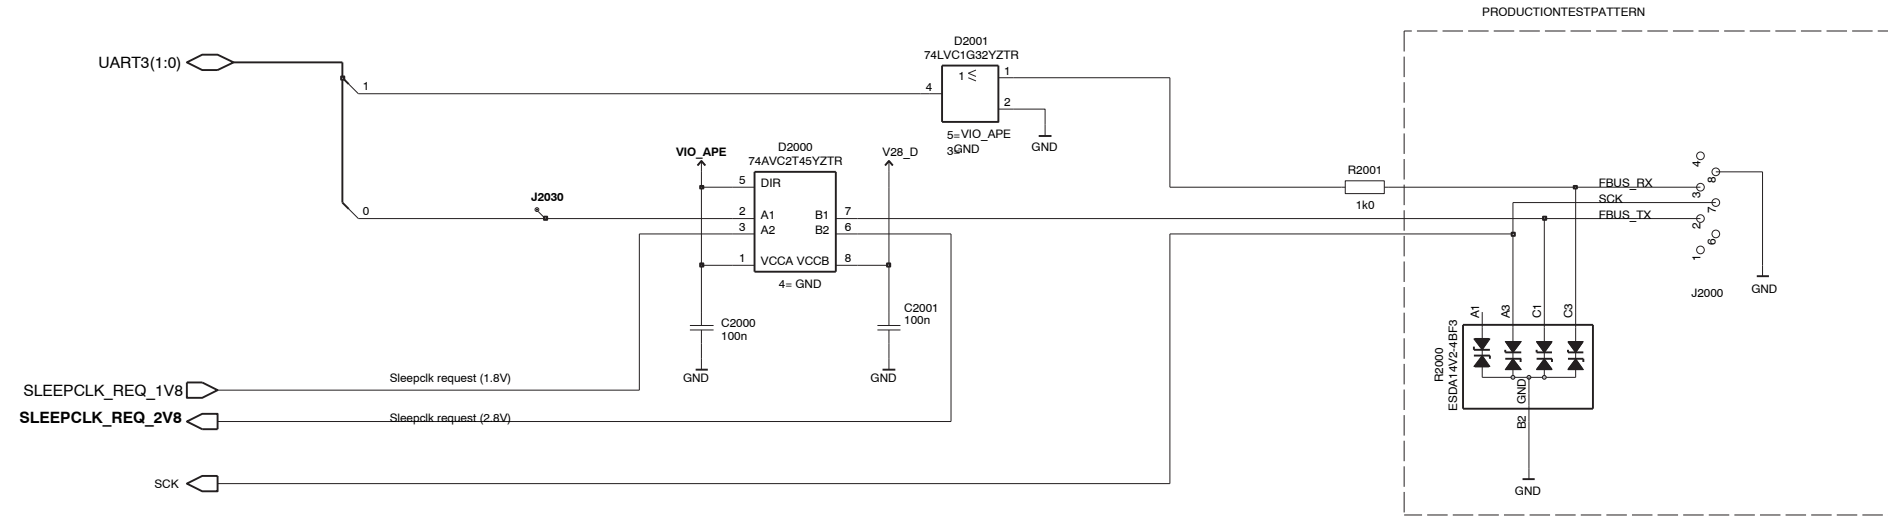 PRODUCTIONTESTPATTERN
UART3(1:0)
1
D2001
74LVC1G32YZTR
1 ≤
4
1
2
5=VIO_APE
3=GND
GND
VIO_APE
D2000
74AVC2T45YZTR
V28_D
5
DIR
J2030
0
2
A1
B1
7
3
A2
B2
6
1
VCCA
VCCB
8
4= GND
C2000
100n
C2001
100n
GND
GND
R2001
1k0
FBUS_RX
SCK
FBUS_TX
4
8
3
7
2
6
1
J2000
GND
A1
A3
C1
C3
R2000
ESDA14V2-4BF3
GND
B2
GND
SLEEPCLK_REQ_1V8
Sleepclk request (1.8V)
SLEEPCLK_REQ_2V8
Sleepclk request (2.8V)
SCK